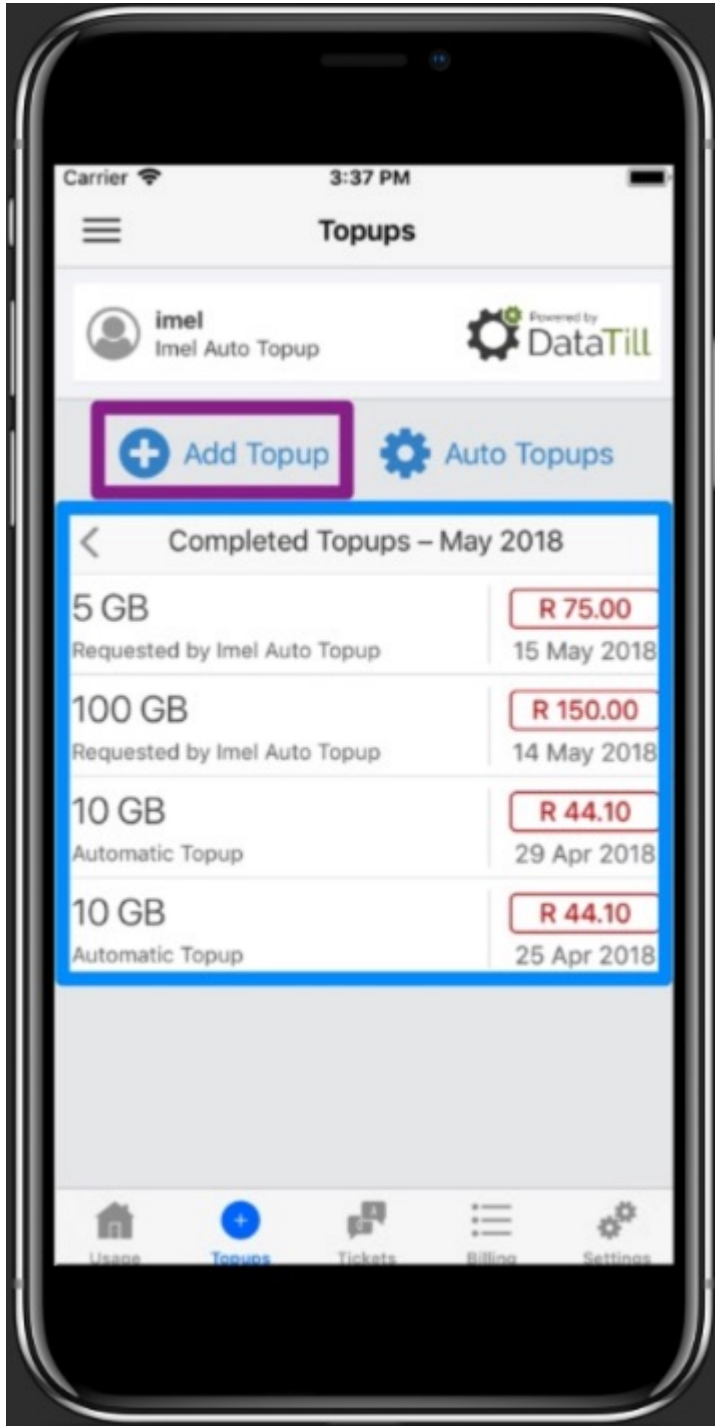 Carrier 3:37 PM
Topups
imel
Imel Auto Topup
Powered by
DataTill
Add Topup Auto Topups
Completed Topups – May 2018
5 GB R 75.00
Requested by Imel Auto Topup 15 May 2018
100 GB R 150.00
Requested by Imel Auto Topup 14 May 2018
10 GB R 44.10
Automatic Topup 29 Apr 2018
10 GB R 44.10
Automatic Topup 25 Apr 2018
Usage Topups Tickets Billing Settings